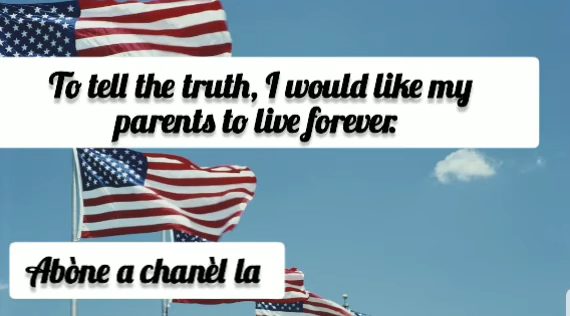 To tell the truth, I would like my
parents to live forever.
Abòne a chanèl la